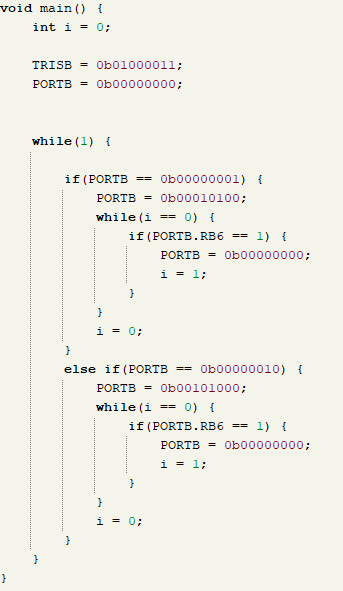 void main() {
    int i = 0;

    TRISB = 0b01000011;
    PORTB = 0b00000000;


    while(1) {

        if(PORTB == 0b00000001) {
            PORTB = 0b00010100;
            while(i == 0) {
                if(PORTB.RB6 == 1) {
                    PORTB = 0b00000000;
                    i = 1;
                }
            }
            i = 0;
        }
        else if(PORTB == 0b00000010) {
            PORTB = 0b00101000;
            while(i == 0) {
                if(PORTB.RB6 == 1) {
                    PORTB = 0b00000000;
                    i = 1;
                }
            }
            i = 0;
        }
    }
}